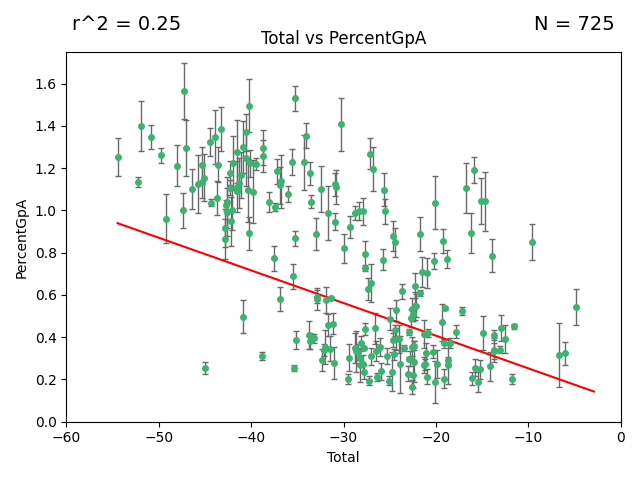 r^2 = 0.25 N = 725
Total vs PercentGpA
PercentGpA
1.6
1.4
1.2
1.0
0.8
0.6
0.4
0.2
0.0
−60 −50 −40 −30 −20 −10 0
Total